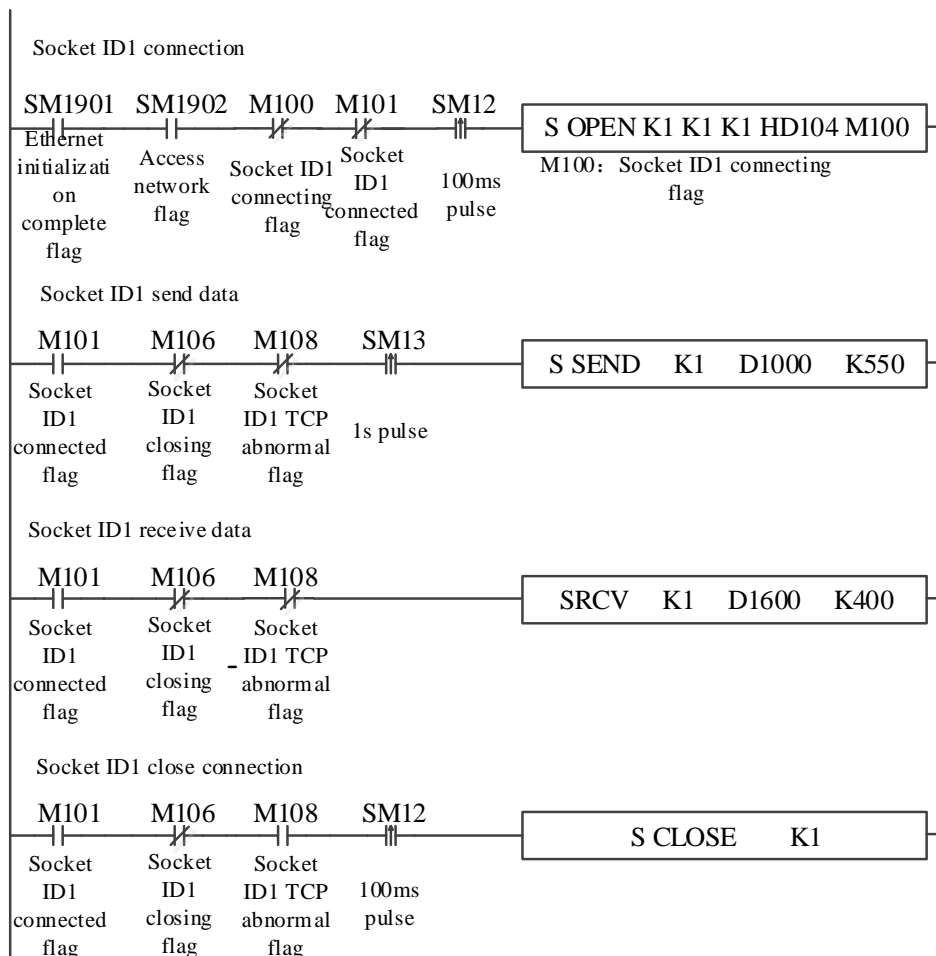 Socket ID1 connection
SM1901 SM1902 M100 M101 SM12
S OPEN K1 K1 K1 HD104 M100
Ethernet
initializati
on
complete
flag
Access
network
flag
Socket ID1
connecting
flag
Socket
ID1
connected
flag
100ms
pulse
M100: Socket ID1 connecting
flag
Socket ID1 send data
M101 M106 M108 SM13
S SEND K1 D1000 K550
Socket
ID1
connected
flag
Socket
ID1
closing
flag
Socket
ID1 TCP
abnormal
flag
1s pulse
Socket ID1 receive data
M101 M106 M108
SRCV K1 D1600 K400
Socket
ID1
connected
flag
Socket
ID1
closing
flag
Socket
ID1 TCP
abnormal
flag
Socket ID1 close connection
M101 M106 M108 SM12
S CLOSE K1
Socket
ID1
connected
flag
Socket
ID1
closing
flag
Socket
ID1 TCP
abnormal
flag
100ms
pulse